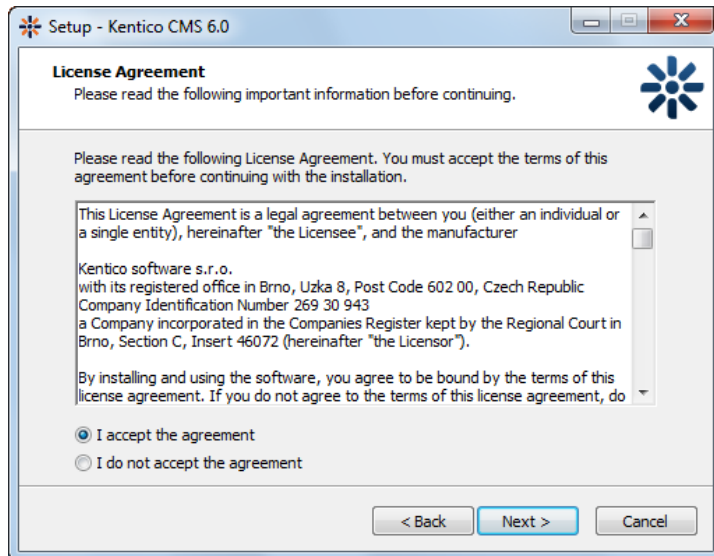 Setup - Kentico CMS 6.0
License Agreement
Please read the following important information before continuing.
Please read the following License Agreement. You must accept the terms of this
agreement before continuing with the installation.
This License Agreement is a legal agreement between you (either an individual or
a single entity), hereinafter "the Licensee", and the manufacturer
Kentico software s.r.o.
with its registered office in Brno, Uzka 8, Post Code 602 00, Czech Republic
Company Identification Number 269 30 943
a Company incorporated in the Companies Register kept by the Regional Court in
Brno, Section C, Insert 46072 (hereinafter "the Licensor").
By installing and using the software, you agree to be bound by the terms of this
license agreement. If you do not agree to the terms of this license agreement, do
I accept the agreement
I do not accept the agreement
< Back Next > Cancel